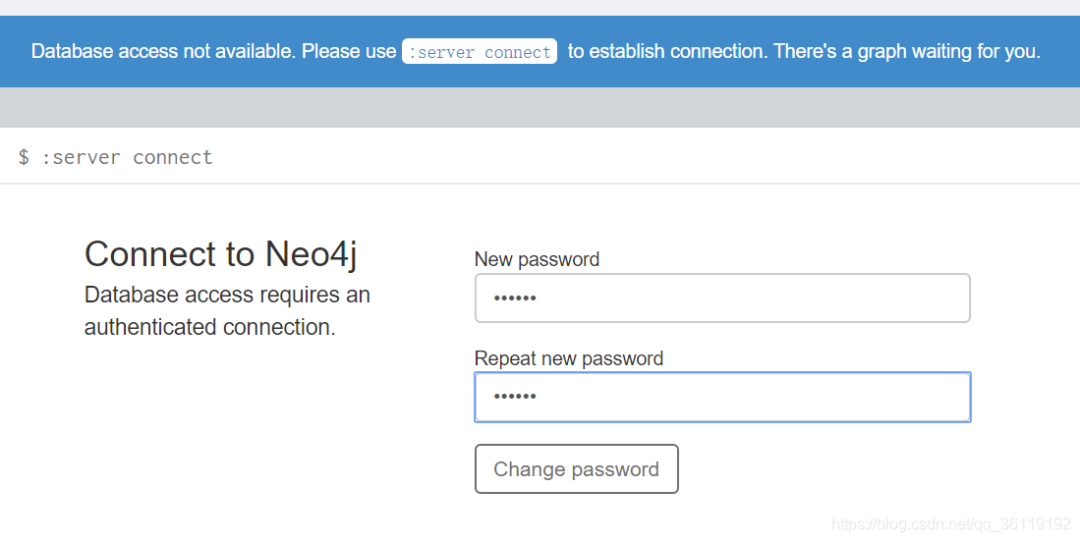 Database access not available. Please use :server connect to establish connection. There's a graph waiting for you.
$ :server connect
Connect to Neo4j
Database access requires an
authenticated connection.
New password
••••••
Repeat new password
••••••
Change password
https://blog.csdn.net/qq_36119192